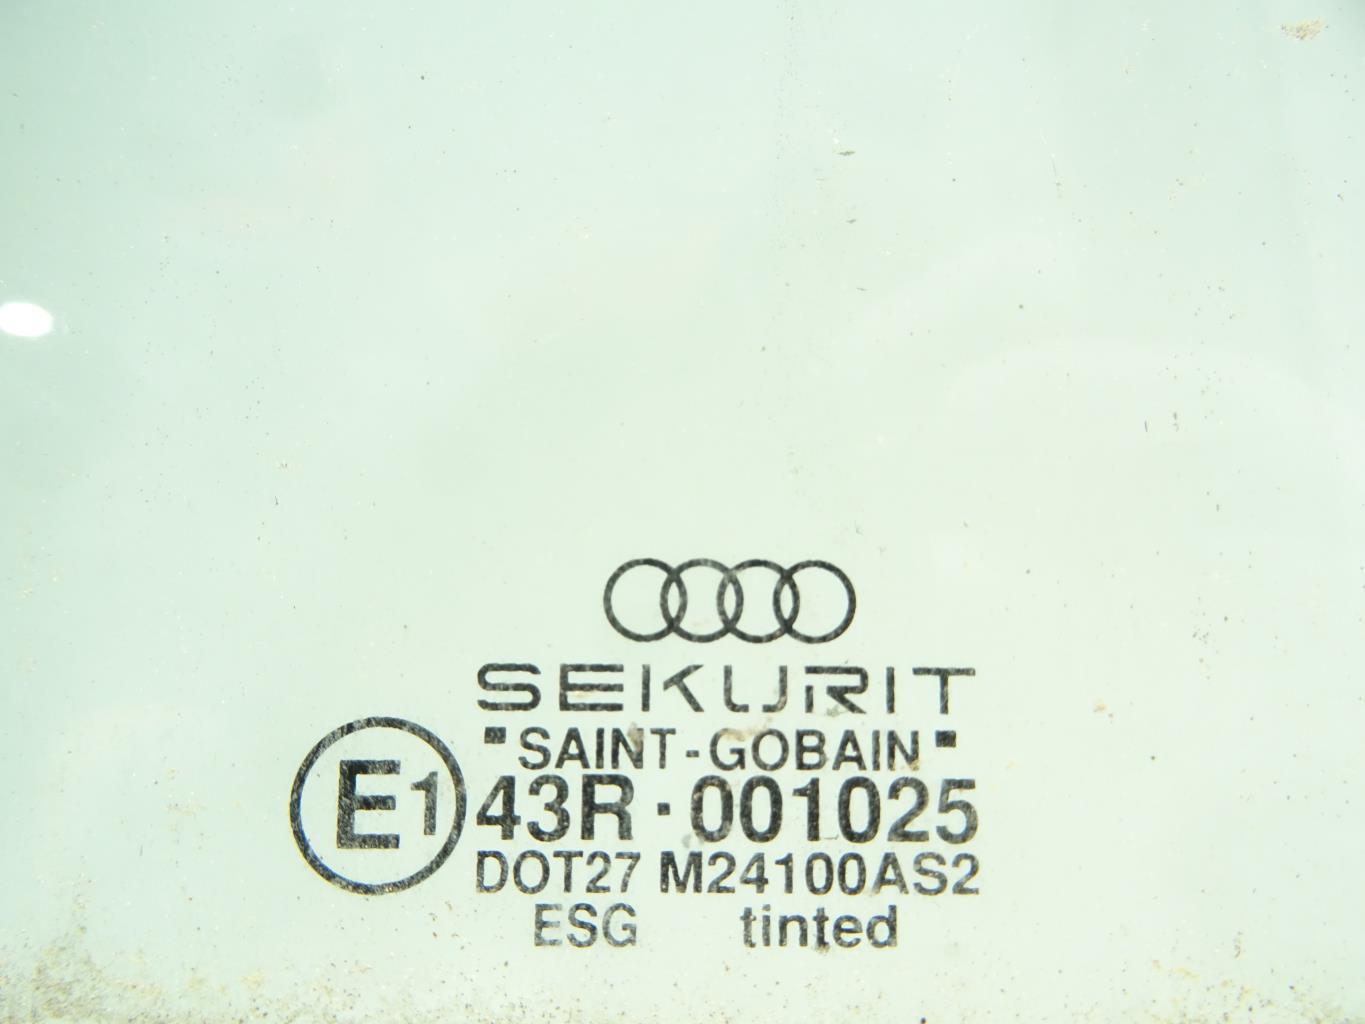 SEKURIT
"SAINT-GOBAIN"
E1 43R·001025
DOT27 M24100AS2
ESG tinted